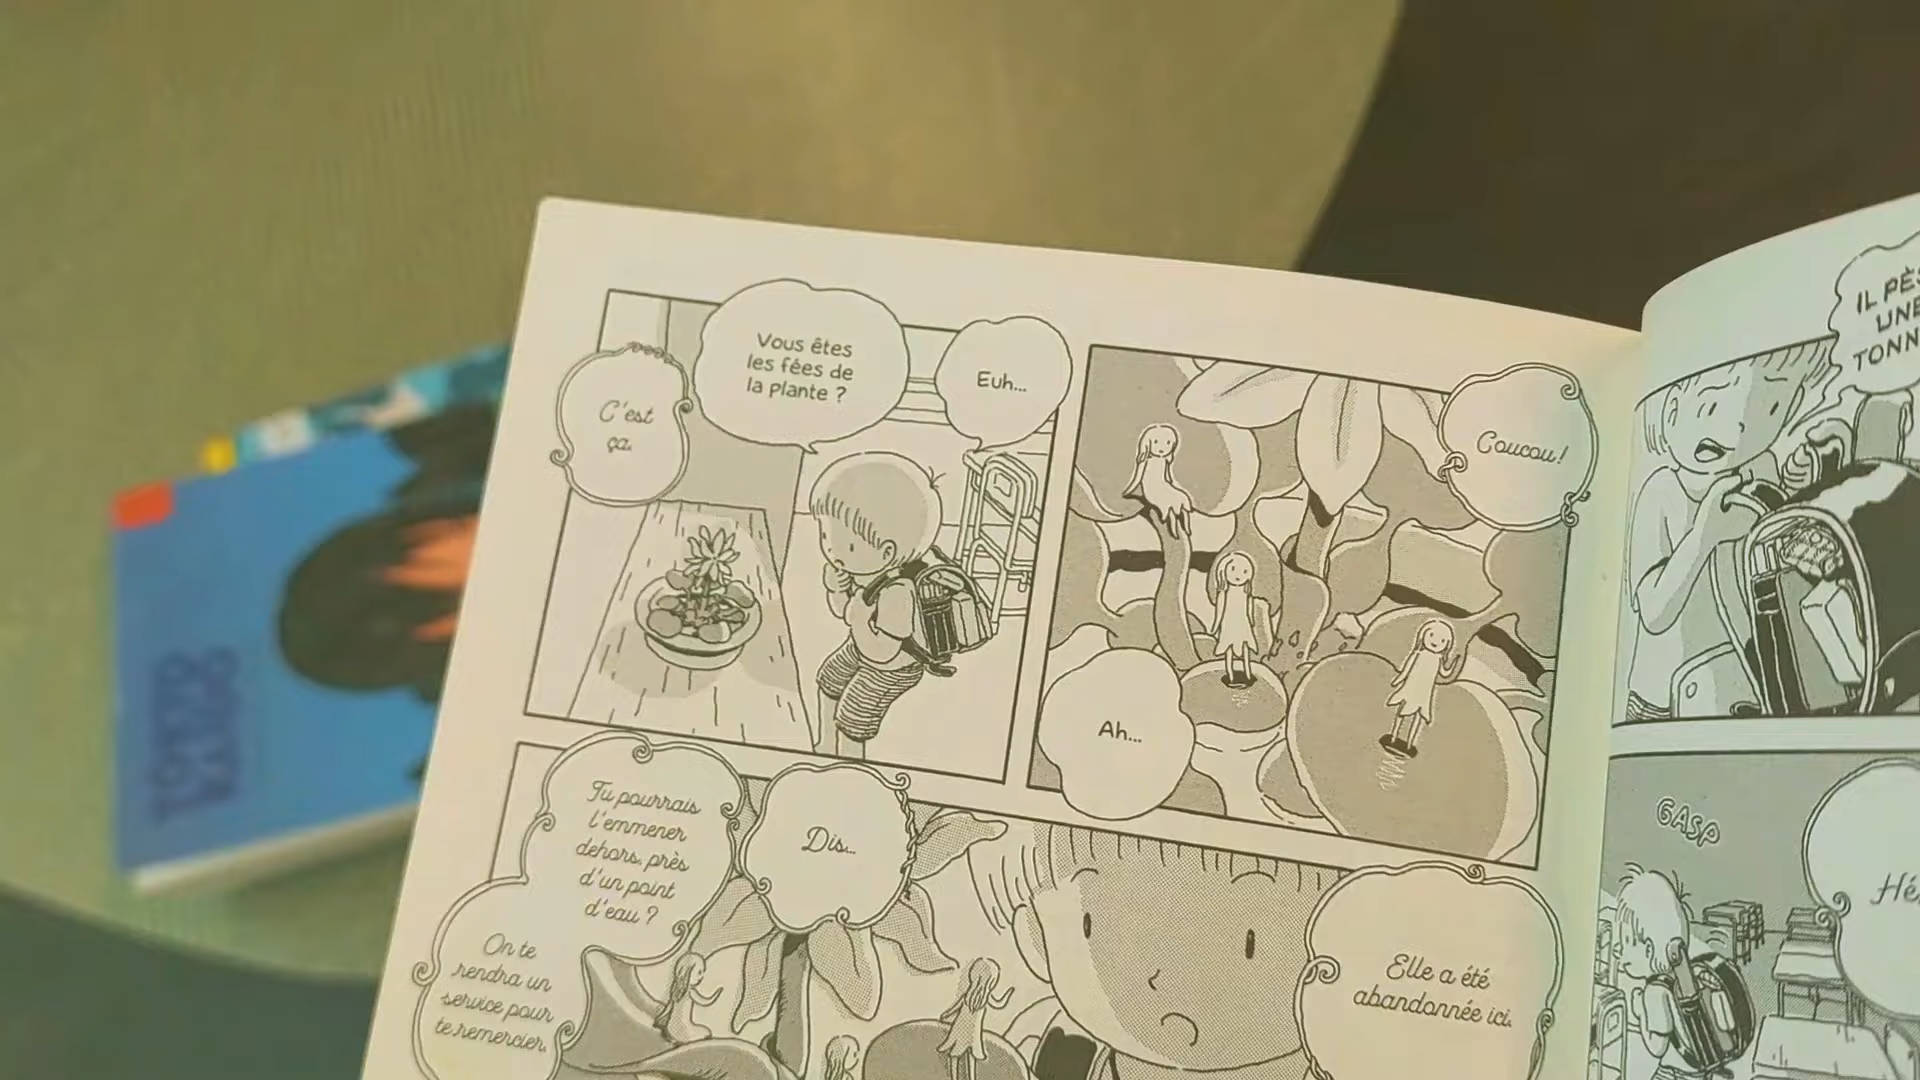 IL PÈS
UNE
TONN
GASP
Hé
Coucou!
Ah...
Euh...
Vous êtes
les fées de
la plante ?
C'est
ça.
Elle a été
abandonnée ici.
Dis...
Tu pourrais
l'emmener
dehors, près
d'un point
d'eau ?
On te
rendra un
service pour
te remercier.